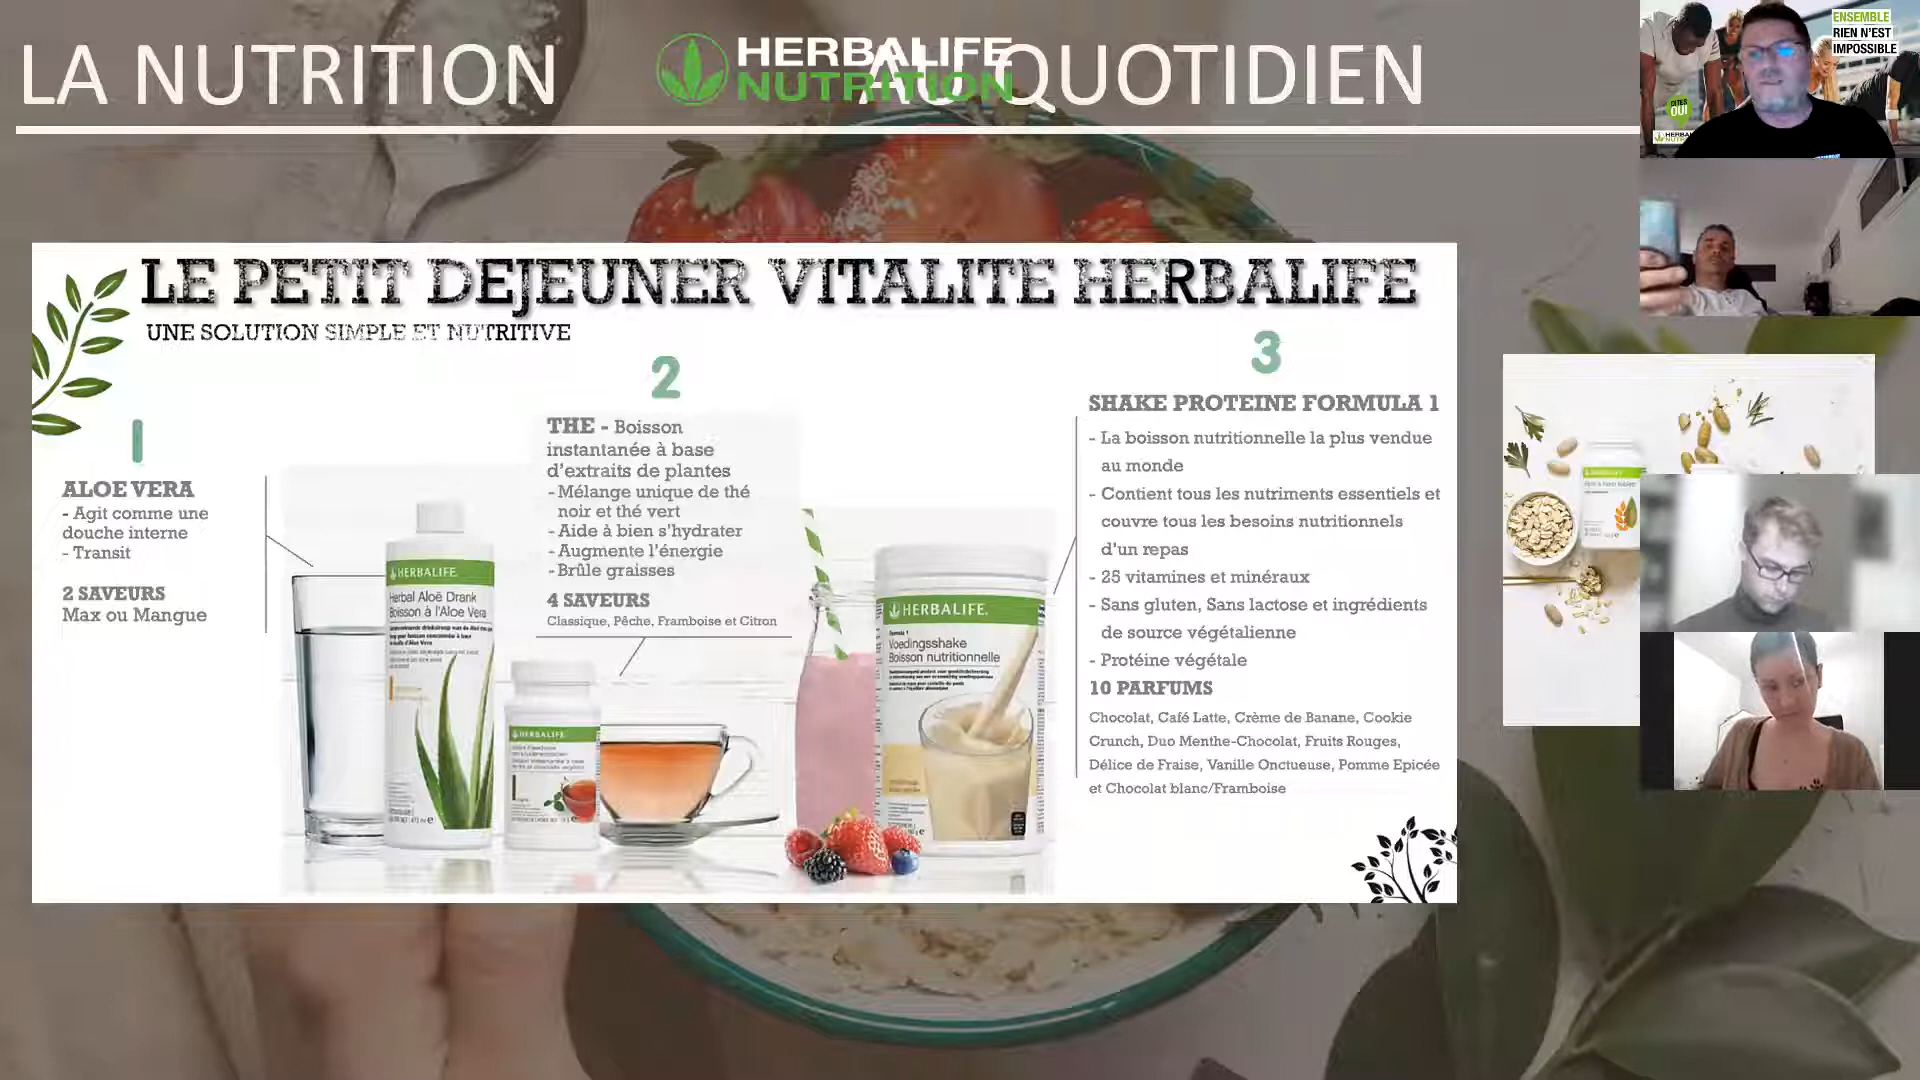 LA NUTRITION AU QUOTIDIEN
HERBALIFE
NUTRITION
ENSEMBLE
RIEN N'EST
IMPOSSIBLE
DITES
OUI
LE PETIT DEJEUNER VITALITE HERBALIFE
UNE SOLUTION SIMPLE ET NUTRITIVE
1
ALOE VERA
- Agit comme une
douche interne
- Transit
2 SAVEURS
Max ou Mangue
2
THE - Boisson
instantanée à base
d'extraits de plantes
- Mélange unique de thé
noir et thé vert
- Aide à bien s'hydrater
- Augmente l'énergie
- Brûle graisses
4 SAVEURS
Classique, Pêche, Framboise et Citron
3
SHAKE PROTEINE FORMULA 1
- La boisson nutritionnelle la plus vendue
au monde
- Contient tous les nutriments essentiels et
couvre tous les besoins nutritionnels
d'un repas
- 25 vitamines et minéraux
- Sans gluten, Sans lactose et ingrédients
de source végétalienne
- Protéine végétale
10 PARFUMS
Chocolat, Café Latte, Crème de Banane, Cookie
Crunch, Duo Menthe-Chocolat, Fruits Rouges,
Délice de Fraise, Vanille Onctueuse, Pomme Epicée
et Chocolat blanc/Framboise
HERBALIFE.
Herbal Aloë Drank
Boisson à l'Aloe Vera
HERBALIFE.
HERBALIFE.
Formula 1
Voedingsshake
Boisson nutritionnelle